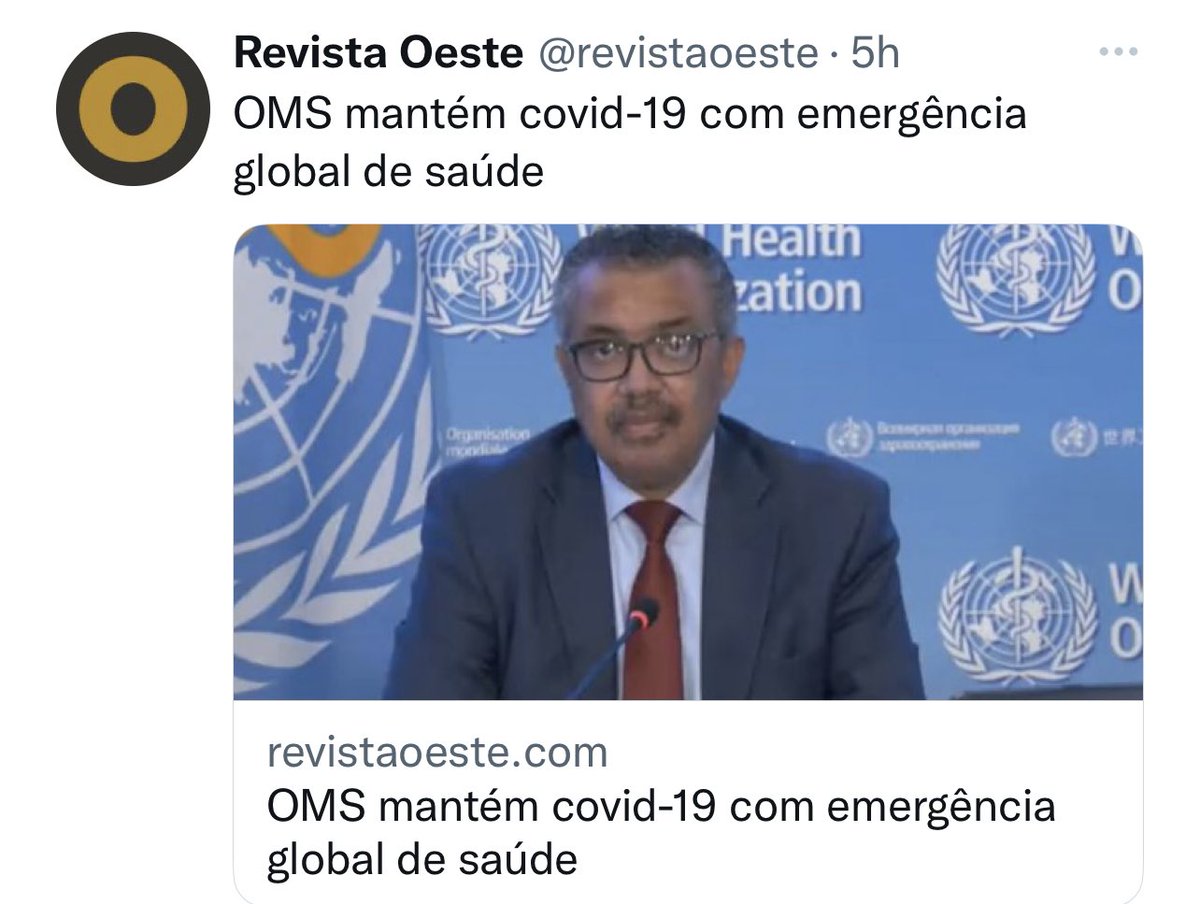 Revista Oeste @revistaoeste · 5h
OMS mantém covid-19 com emergência
global de saúde
Health
zation
Organisation
mondiale
Всемирная организация
здравоохранения
世界
W
O
revistaoeste.com
OMS mantém covid-19 com emergência
global de saúde